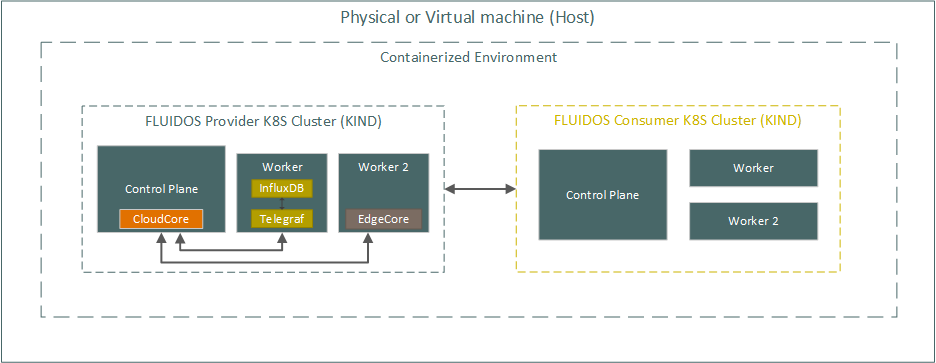 Physical or Virtual machine (Host)
Containerized Environment
FLUIDOS Provider K8S Cluster (KIND)
Control Plane
CloudCore
Worker
InfluxDB
Telegraf
Worker 2
EdgeCore
FLUIDOS Consumer K8S Cluster (KIND)
Control Plane
Worker
Worker 2